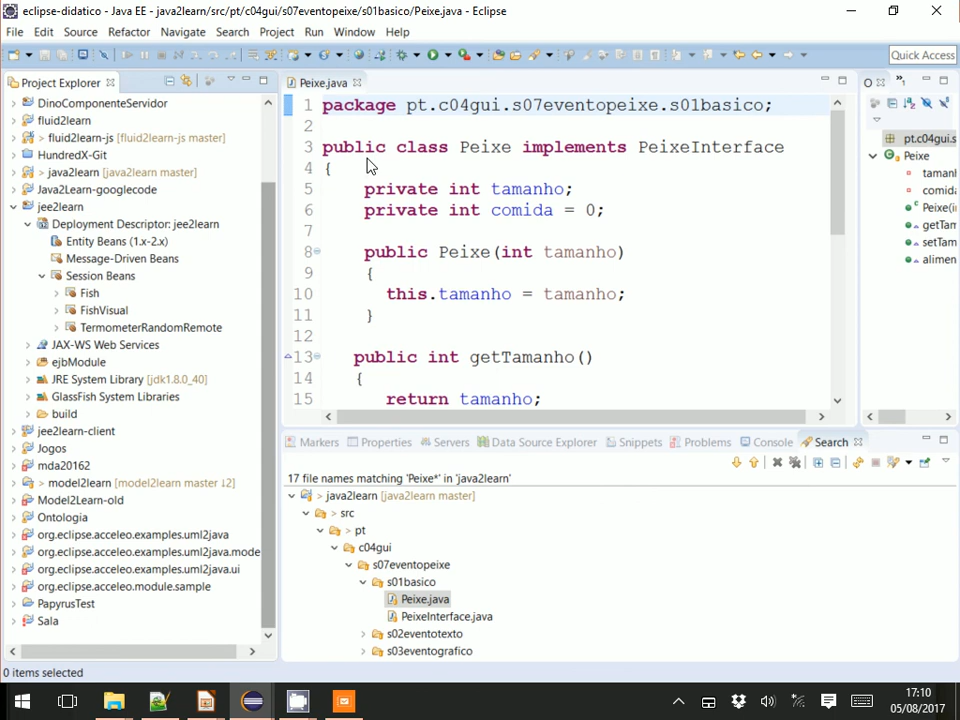 eclipse-didatico - Java EE - java2learn/src/pt/c04gui/s07eventopeixe/s01basico/Peixe.java - Eclipse
File Edit Source Refactor Navigate Search Project Run Window Help
Quick Access
Project Explorer
DinoComponenteServidor
fluid2learn
> fluid2learn-js [fluid2learn-js master]
HundredX-Git
> java2learn [java2learn master]
Java2Learn-googlecode
jee2learn
Deployment Descriptor: jee2learn
Entity Beans (1.x-2.x)
Message-Driven Beans
Session Beans
Fish
FishVisual
TermometerRandomRemote
JAX-WS Web Services
ejbModule
JRE System Library [jdk1.8.0_40]
GlassFish System Libraries
build
jee2learn-client
Jogos
mda20162
> model2learn [model2learn master ↓2]
Model2Learn-old
Ontologia
org.eclipse.acceleo.examples.uml2java
org.eclipse.acceleo.examples.uml2java.mode
org.eclipse.acceleo.examples.uml2java.ui
org.eclipse.acceleo.module.sample
PapyrusTest
Sala
Peixe.java
1 package pt.c04gui.s07eventopeixe.s01basico;
2
3 public class Peixe implements PeixeInterface
4 {
5 private int tamanho;
6 private int comida = 0;
7
8 public Peixe(int tamanho)
9 {
10 this.tamanho = tamanho;
11 }
12
13 public int getTamanho()
14 {
15 return tamanho;
O
pt.c04gui.s
Peixe
taman
comid
Peixe(i
getTam
setTam
alimen
Markers Properties Servers Data Source Explorer Snippets Problems Console Search
17 file names matching 'Peixe*' in 'java2learn'
> java2learn [java2learn master]
> src
> pt
c04gui
s07eventopeixe
s01basico
Peixe.java
PeixeInterface.java
s02eventotexto
s03eventografico
0 items selected
17:10
05/08/2017